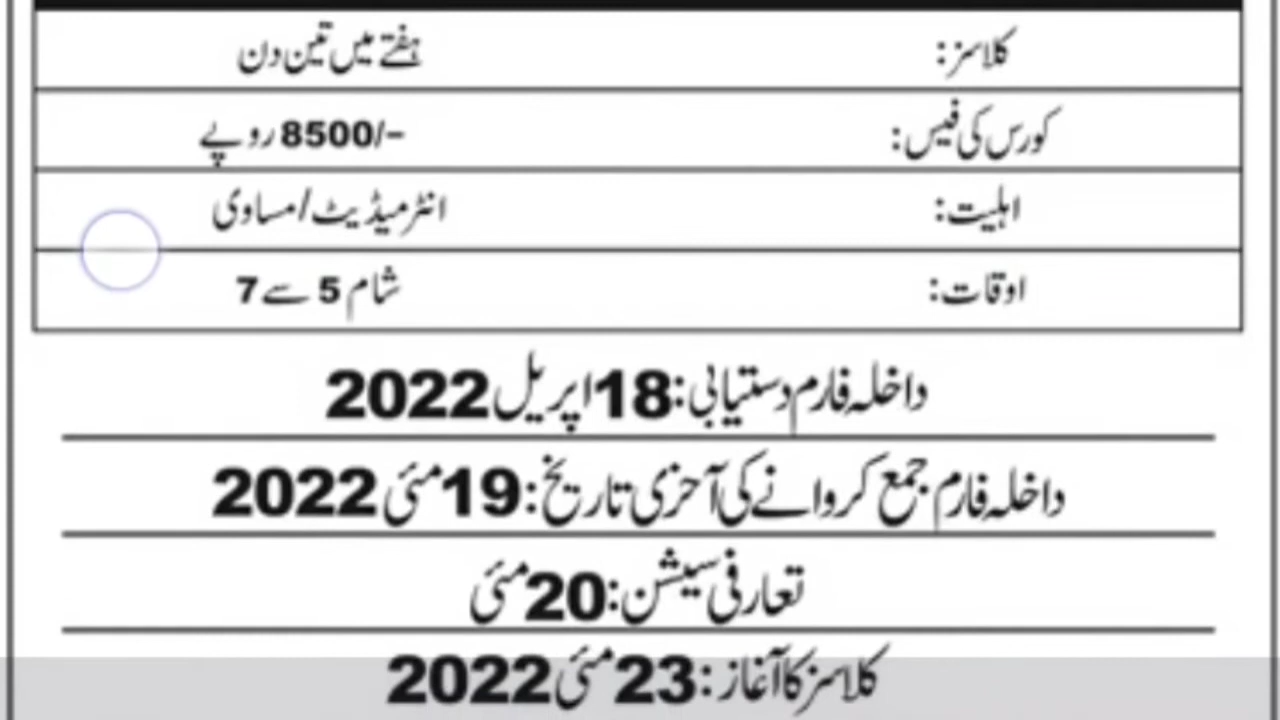 کلاسز: ہفتے میں تین دن
کورس کی فیس: 8500/- روپے
اہلیت: انٹرمیڈیٹ/مساوی
اوقات: شام 5 سے 7
داخلہ فارم دستیابی: 18 اپریل 2022
داخلہ فارم جمع کروانے کی آخری تاریخ: 19 مئی 2022
تعارفی سیشن: 20 مئی
کلاسز کا آغاز: 23 مئی 2022